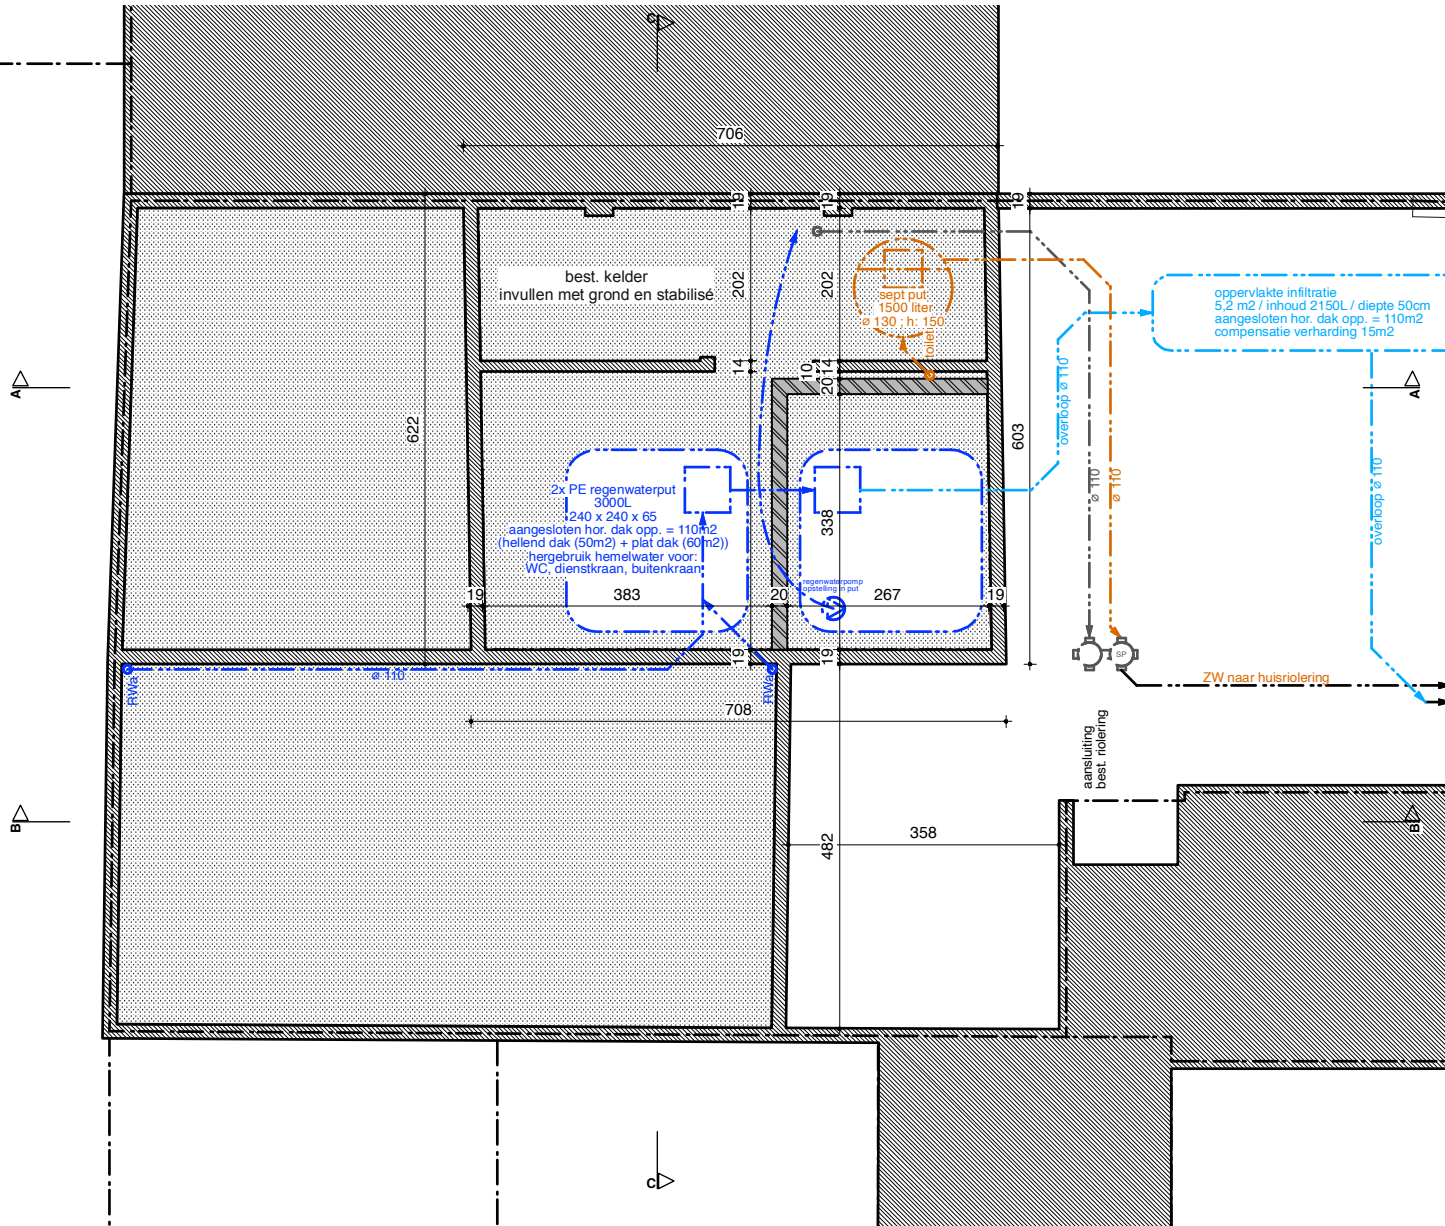 C
706
19
19
19
best. kelder
invullen met grond en stabilisé
202
202
sept put
1500 liter
ø 130 ; h: 150
toilet
oppervlakte infiltratie
5,2 m2 / inhoud 2150L / diepte 50cm
aangesloten hor. dak opp. = 110m2
compensatie verharding 15m2
14
10
14
20
A
A
overloop ø 110
622
603
2x PE regenwaterput
3000L
240 x 240 x 65
aangesloten hor. dak opp. = 110m2
(hellend dak (50m2) + plat dak (60m2))
hergebruik hemelwater voor:
WC, dienstkraan, buitenkraan
338
ø 110
ø 110
overloop ø 110
regenwaterpomp
opstelling in put
19
383
20
267
19
19
19
SP
RWa
ø 110
RWa
ZW naar huisriolering
708
aansluiting
best. riolering
B
482
358
B
C